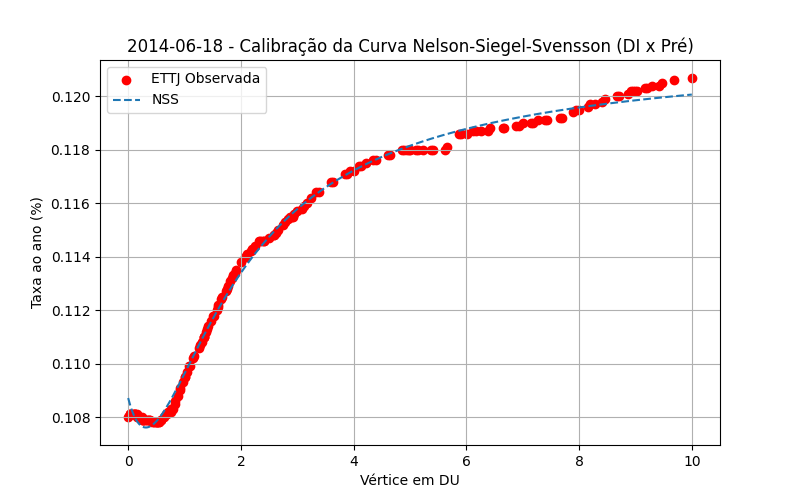 2014-06-18 - Calibração da Curva Nelson-Siegel-Svensson (DI x Pré)
ETTJ Observada
NSS
Taxa ao ano (%)
0.120
0.118
0.116
0.114
0.112
0.110
0.108
0 2 4 6 8 10
Vértice em DU